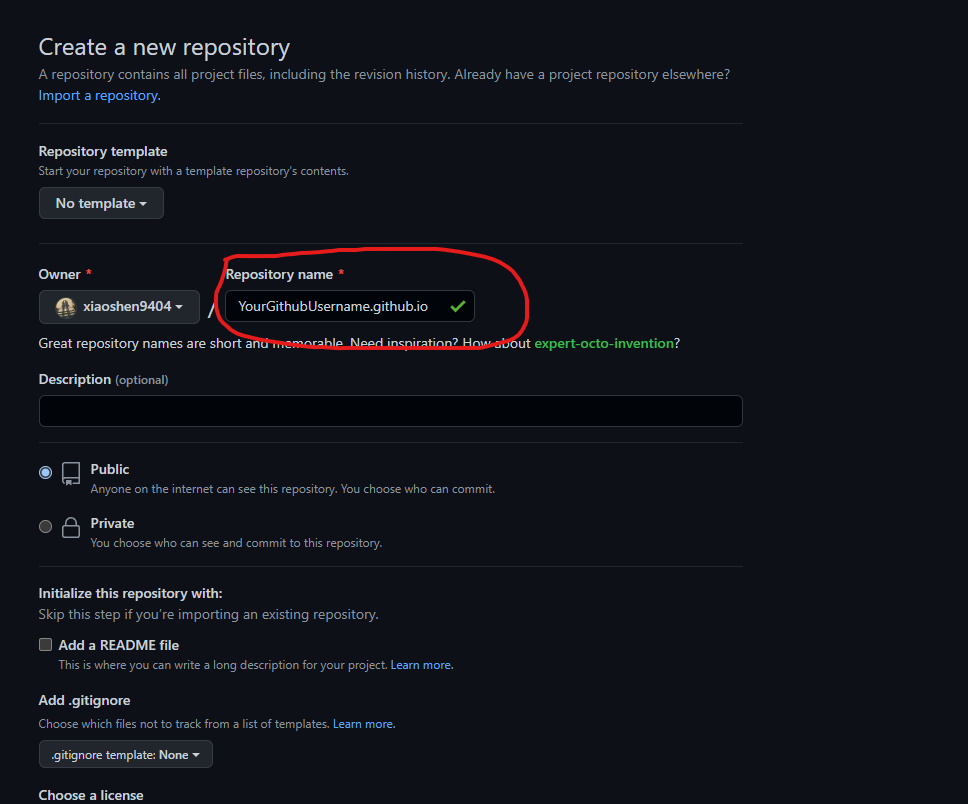 Create a new repository
A repository contains all project files, including the revision history. Already have a project repository elsewhere?
Import a repository.
Repository template
Start your repository with a template repository's contents.
No template
Owner *
Repository name *
xiaoshen9404
/
YourGithubUsername.github.io
Great repository names are short and memorable. Need inspiration? How about expert-octo-invention?
Description (optional)
Public
Anyone on the internet can see this repository. You choose who can commit.
Private
You choose who can see and commit to this repository.
Initialize this repository with:
Skip this step if you're importing an existing repository.
Add a README file
This is where you can write a long description for your project. Learn more.
Add .gitignore
Choose which files not to track from a list of templates. Learn more.
.gitignore template: None
Choose a license